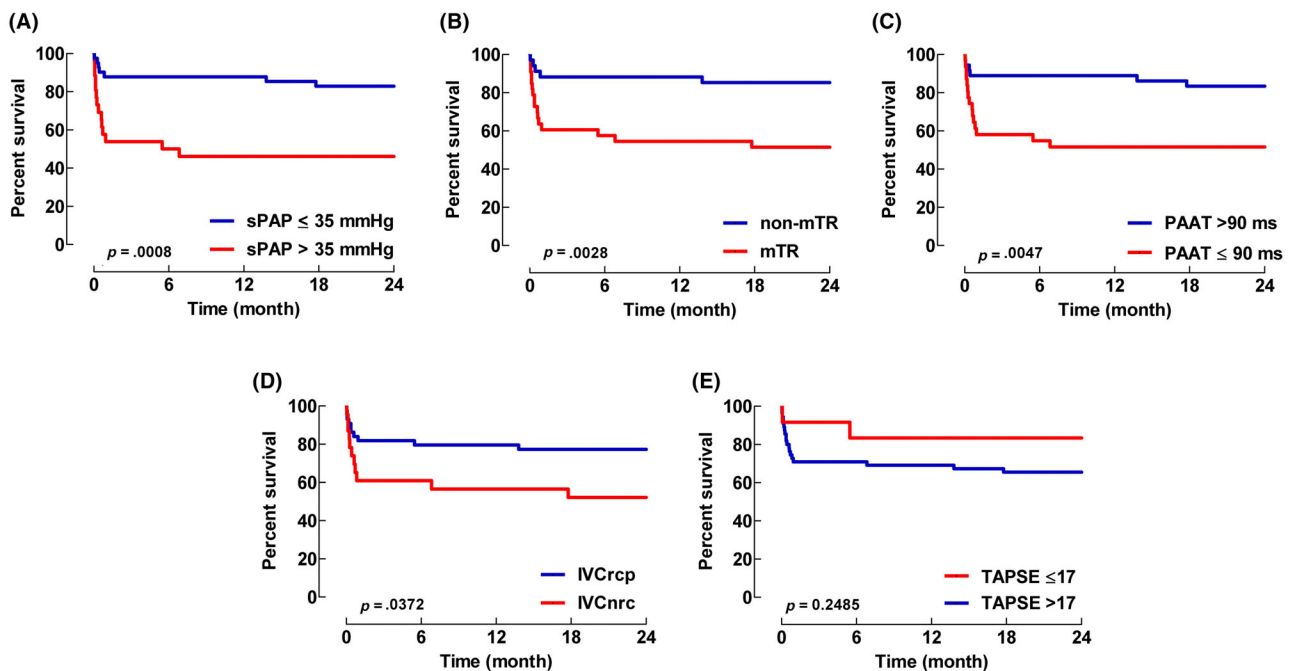 (A)
Percent survival
100
80
60
40
20
0
sPAP ≤ 35 mmHg
sPAP > 35 mmHg
p = .0008
0 6 12 18 24
Time (month)
(B)
Percent survival
100
80
60
40
20
0
non-mTR
mTR
p = .0028
0 6 12 18 24
Time (month)
(C)
Percent survival
100
80
60
40
20
0
PAAT >90 ms
PAAT ≤ 90 ms
p = .0047
0 6 12 18 24
Time (month)
(D)
Percent survival
100
80
60
40
20
0
IVCrcp
IVCnrc
p = .0372
0 6 12 18 24
Time (month)
(E)
Percent survival
100
80
60
40
20
0
TAPSE ≤17
TAPSE >17
p = 0.2485
0 6 12 18 24
Time (month)